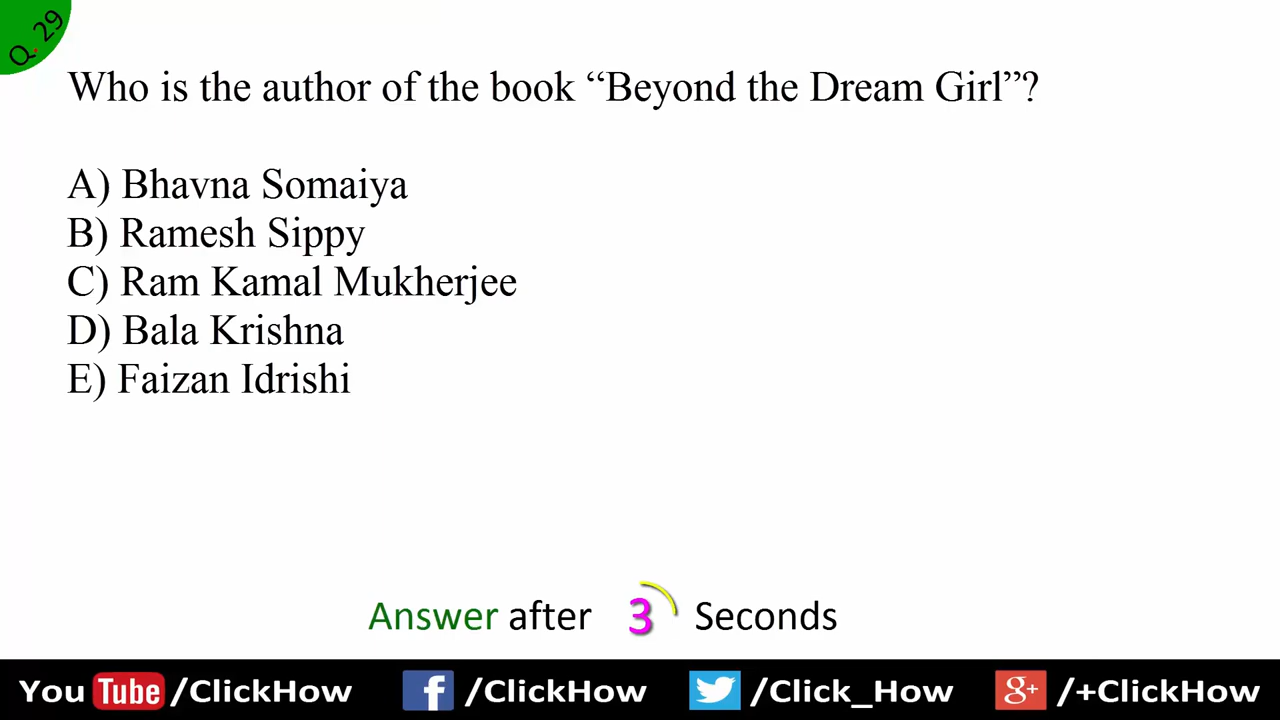 Q. 29
Who is the author of the book “Beyond the Dream Girl”?
A) Bhavna Somaiya
B) Ramesh Sippy
C) Ram Kamal Mukherjee
D) Bala Krishna
E) Faizan Idrishi
Answer after 3 Seconds
You Tube /ClickHow f /ClickHow /Click_How g+ /+ClickHow